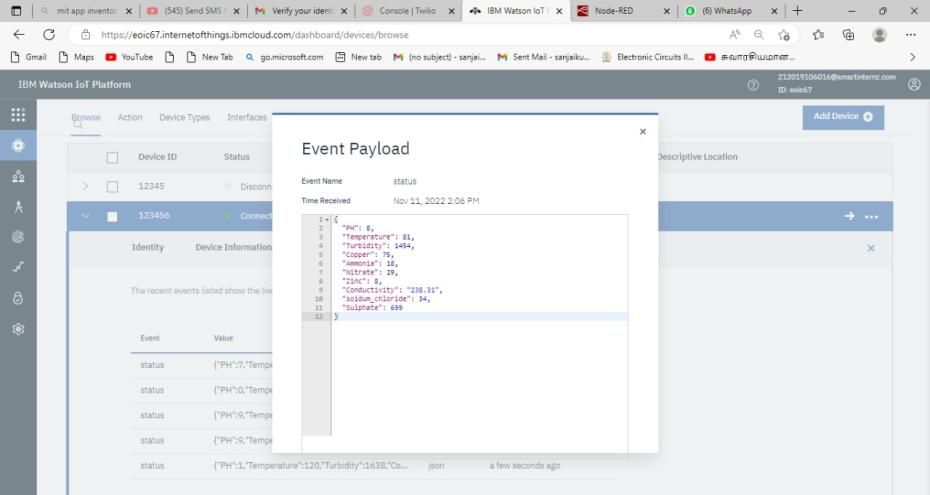 mit app inventor
(545) Send SMS
Verify your identi
Console | Twilio
IBM Watson IoT
Node-RED
(6) WhatsApp
https://eoic67.internetofthings.ibmcloud.com/dashboard/devices/browse
Gmail
Maps
YouTube
New Tab
go.microsoft.com
New tab
(no subject) - sanjai...
Sent Mail - sanjaiku...
Electronic Circuits II...
IBM Watson IoT Platform
212019106016@smartinternz.com
ID: eoic67
Browse
Action
Device Types
Interfaces
Add Device
Device ID
Status
Descriptive Location
12345
Disconn
123456
Connect
Identity
Device Information
The recent events listed show the live
Event
Value
status
{"PH":7,"Tempe
status
{"PH":0,"Tempe
status
{"PH":9,"Tempe
status
{"PH":9,"Tempe
status
{"PH":1,"Temperature":120,"Turbidity":1638,"Co...
json
a few seconds ago
Event Payload
Event Name
status
Time Received
Nov 11, 2022 2:06 PM
1 {
2 "PH": 8,
3 "Temperature": 81,
4 "Turbidity": 1454,
5 "Copper": 75,
6 "Ammonia": 18,
7 "Nitrate": 29,
8 "Zinc": 8,
9 "Conductivity": "238.31",
10 "soidum_chloride": 34,
11 "Sulphate": 699
12 }